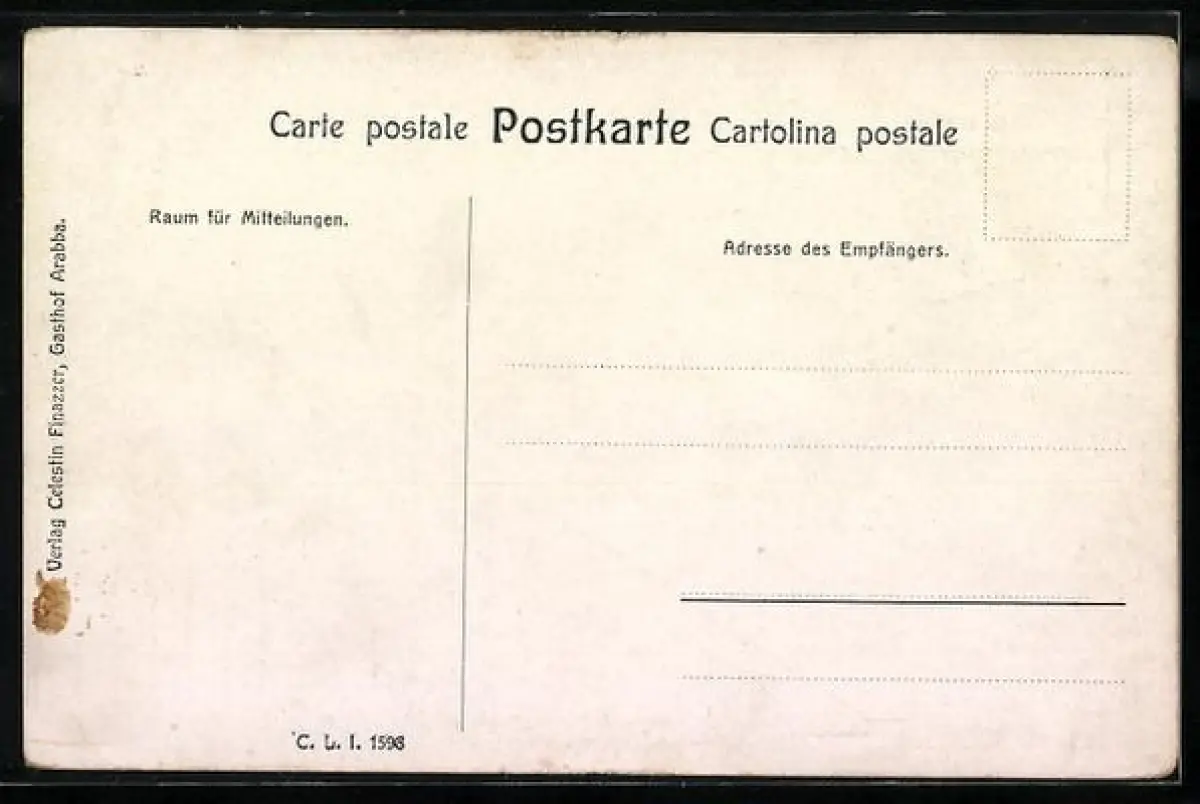 Carte postale Postkarte Cartolina postale
Raum für Mitteilungen.
Adresse des Empfängers.
Verlag Celestin Finazzer, Gasthof Arabba.
C. L. I. 1598